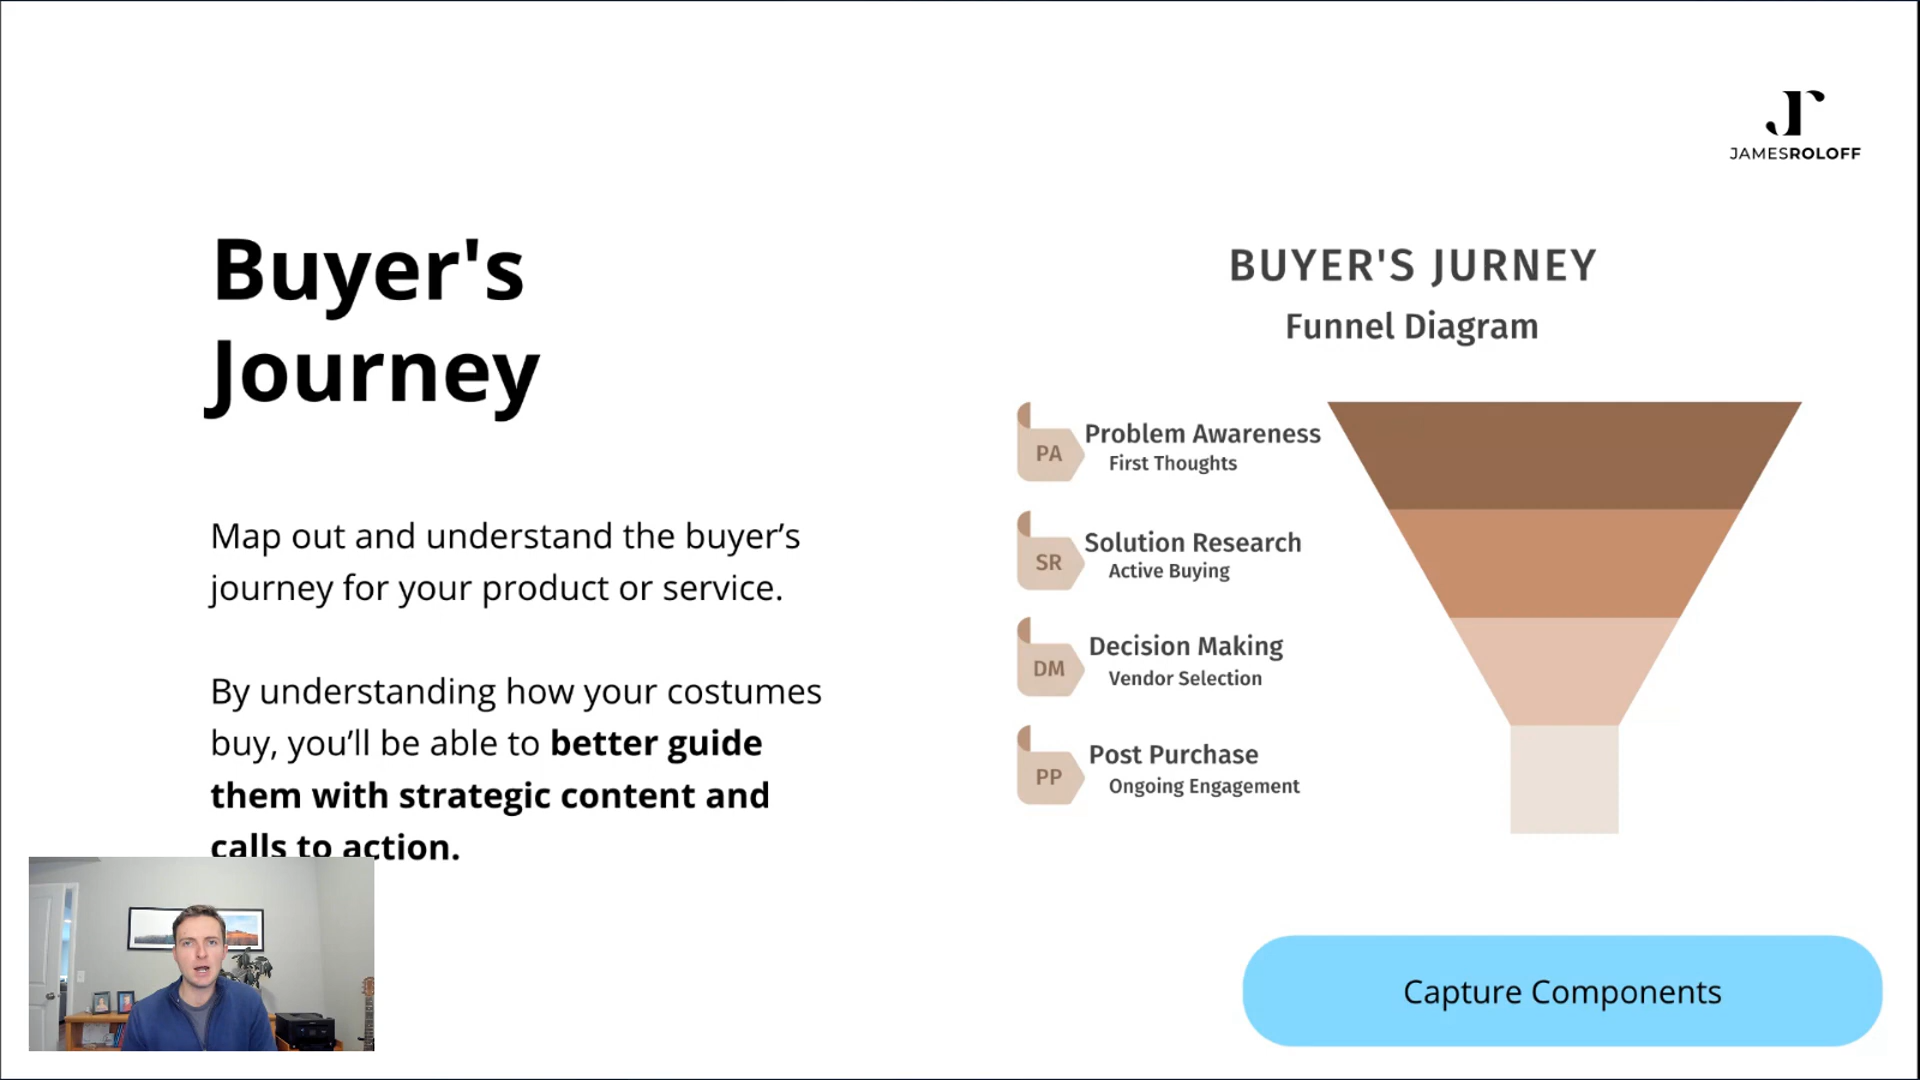 JAMESROLOFF
Buyer's
Journey
Map out and understand the buyer’s
journey for your product or service.
By understanding how your costumes
buy, you’ll be able to better guide
them with strategic content and
calls to action.
BUYER'S JURNEY
Funnel Diagram
PA
Problem Awareness
First Thoughts
SR
Solution Research
Active Buying
DM
Decision Making
Vendor Selection
PP
Post Purchase
Ongoing Engagement
Capture Components